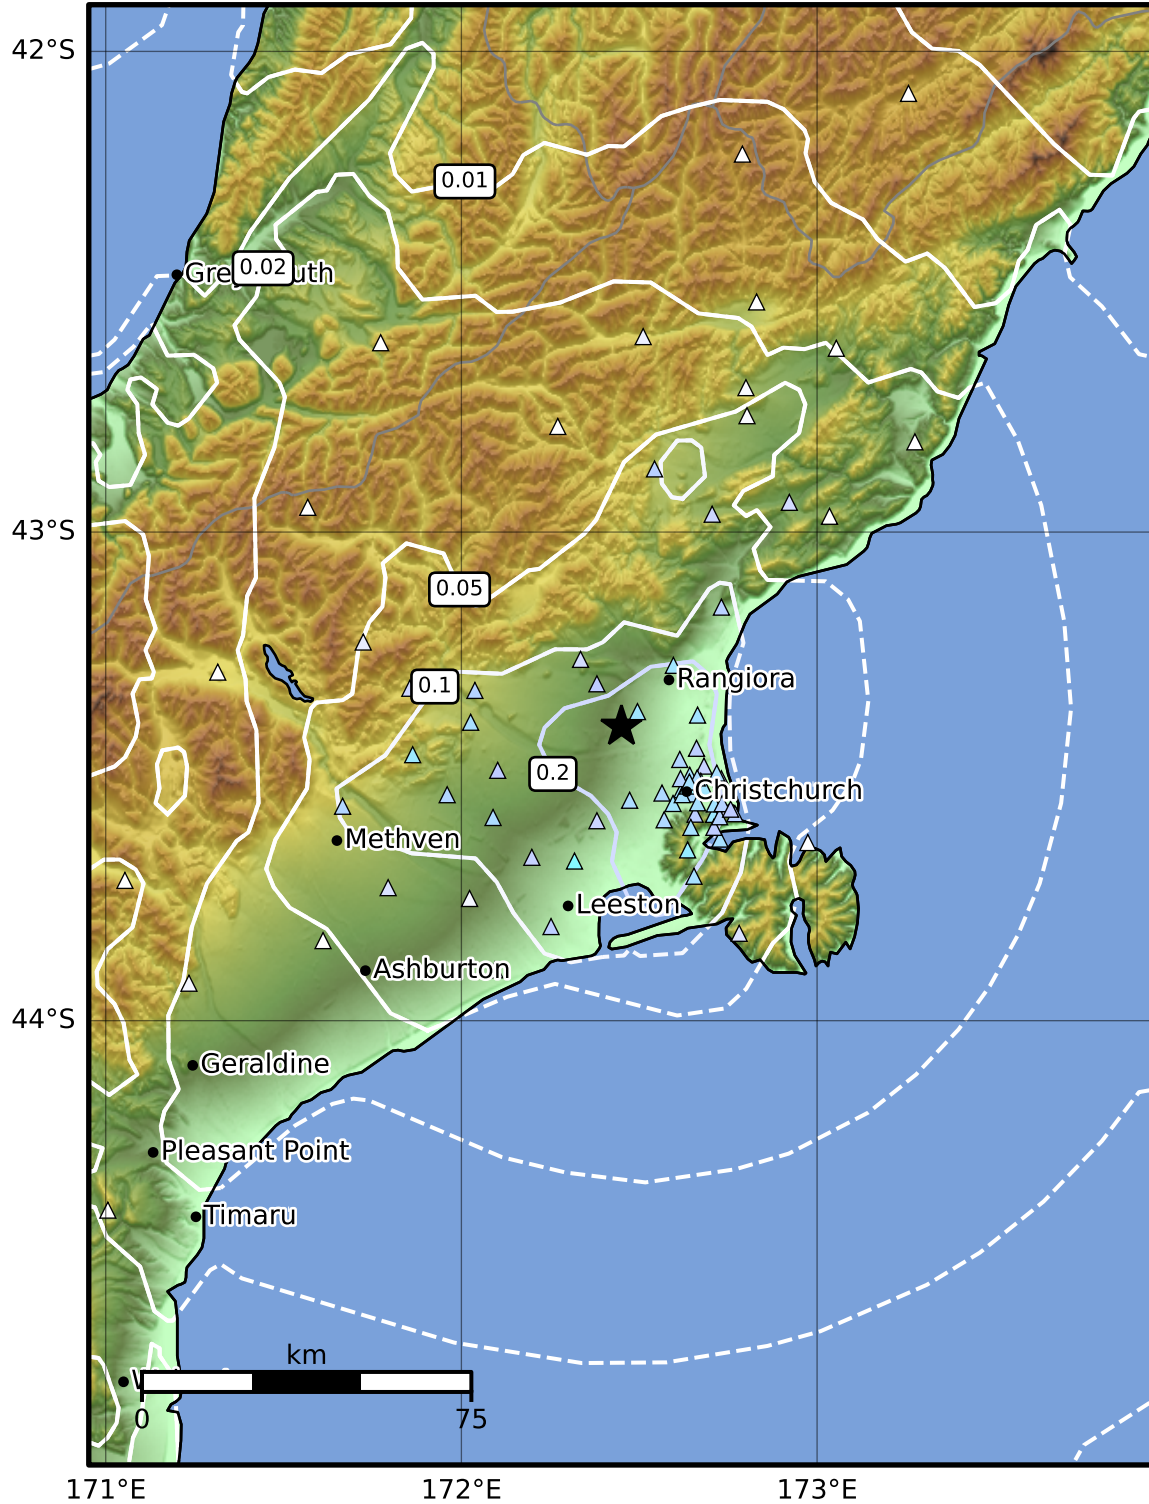 42°S
0.01
0.02
43°S
0.05
0.1
Rangiora
0.2
Christchurch
Methven
Leeston
Ashburton
44°S
Geraldine
Pleasant Point
Timaru
km
0
75
171°E
172°E
173°E